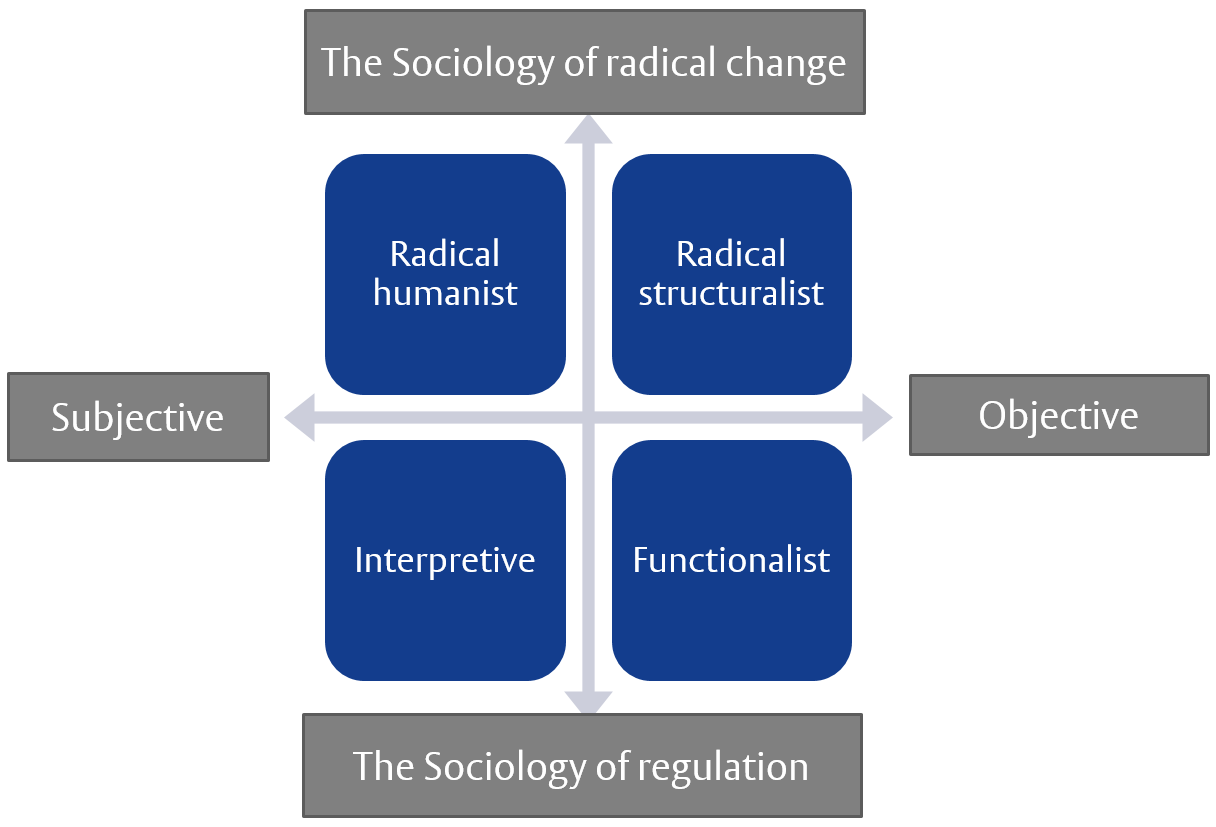 The Sociology of radical change
Radical
humanist
Radical
structuralist
Subjective
Objective
Interpretive
Functionalist
The Sociology of regulation